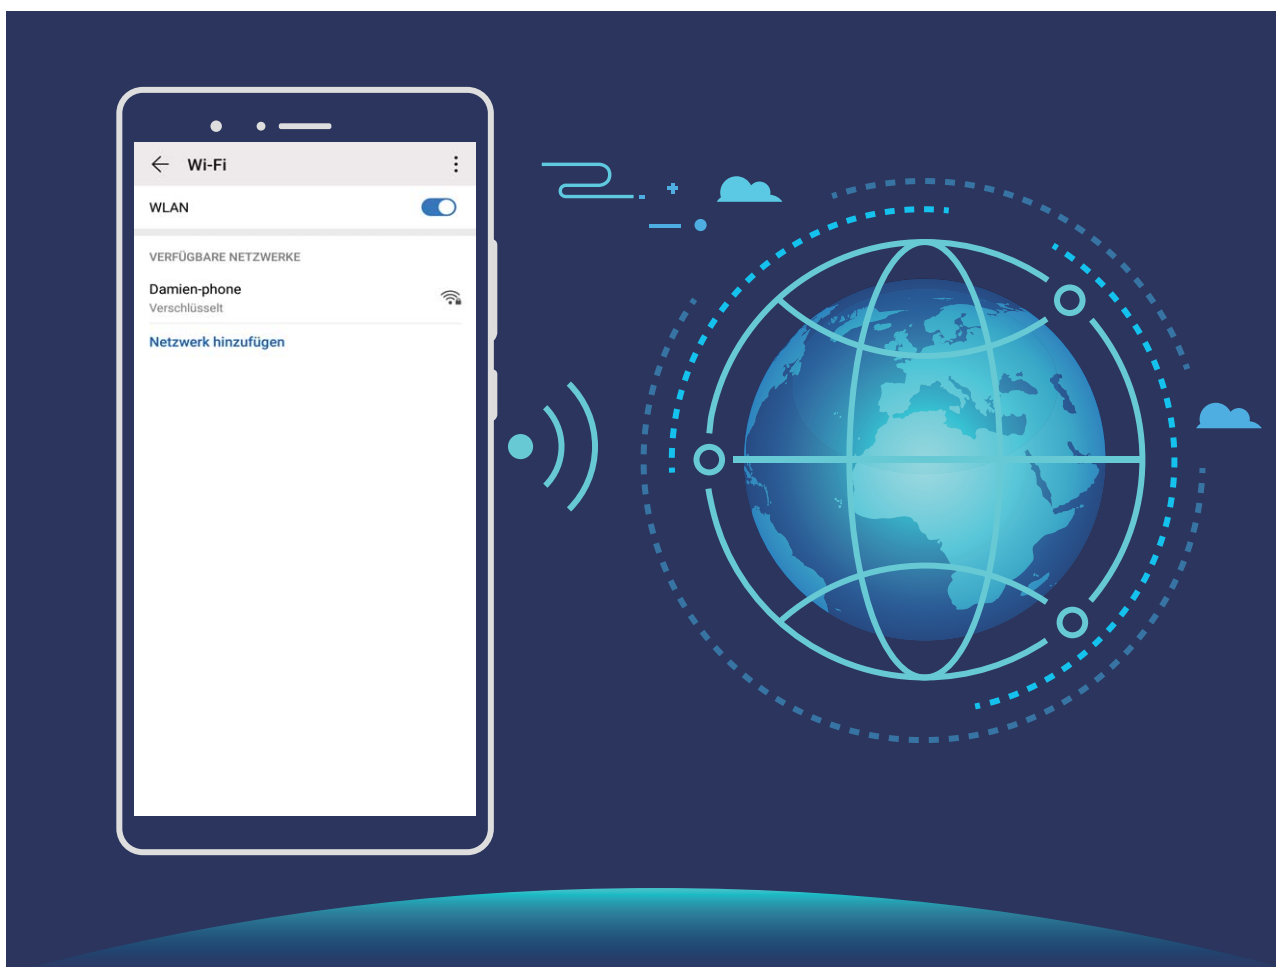 Wi-Fi
WLAN
VERFÜGBARE NETZWERKE
Damien-phone
Verschlüsselt
Netzwerk hinzufügen